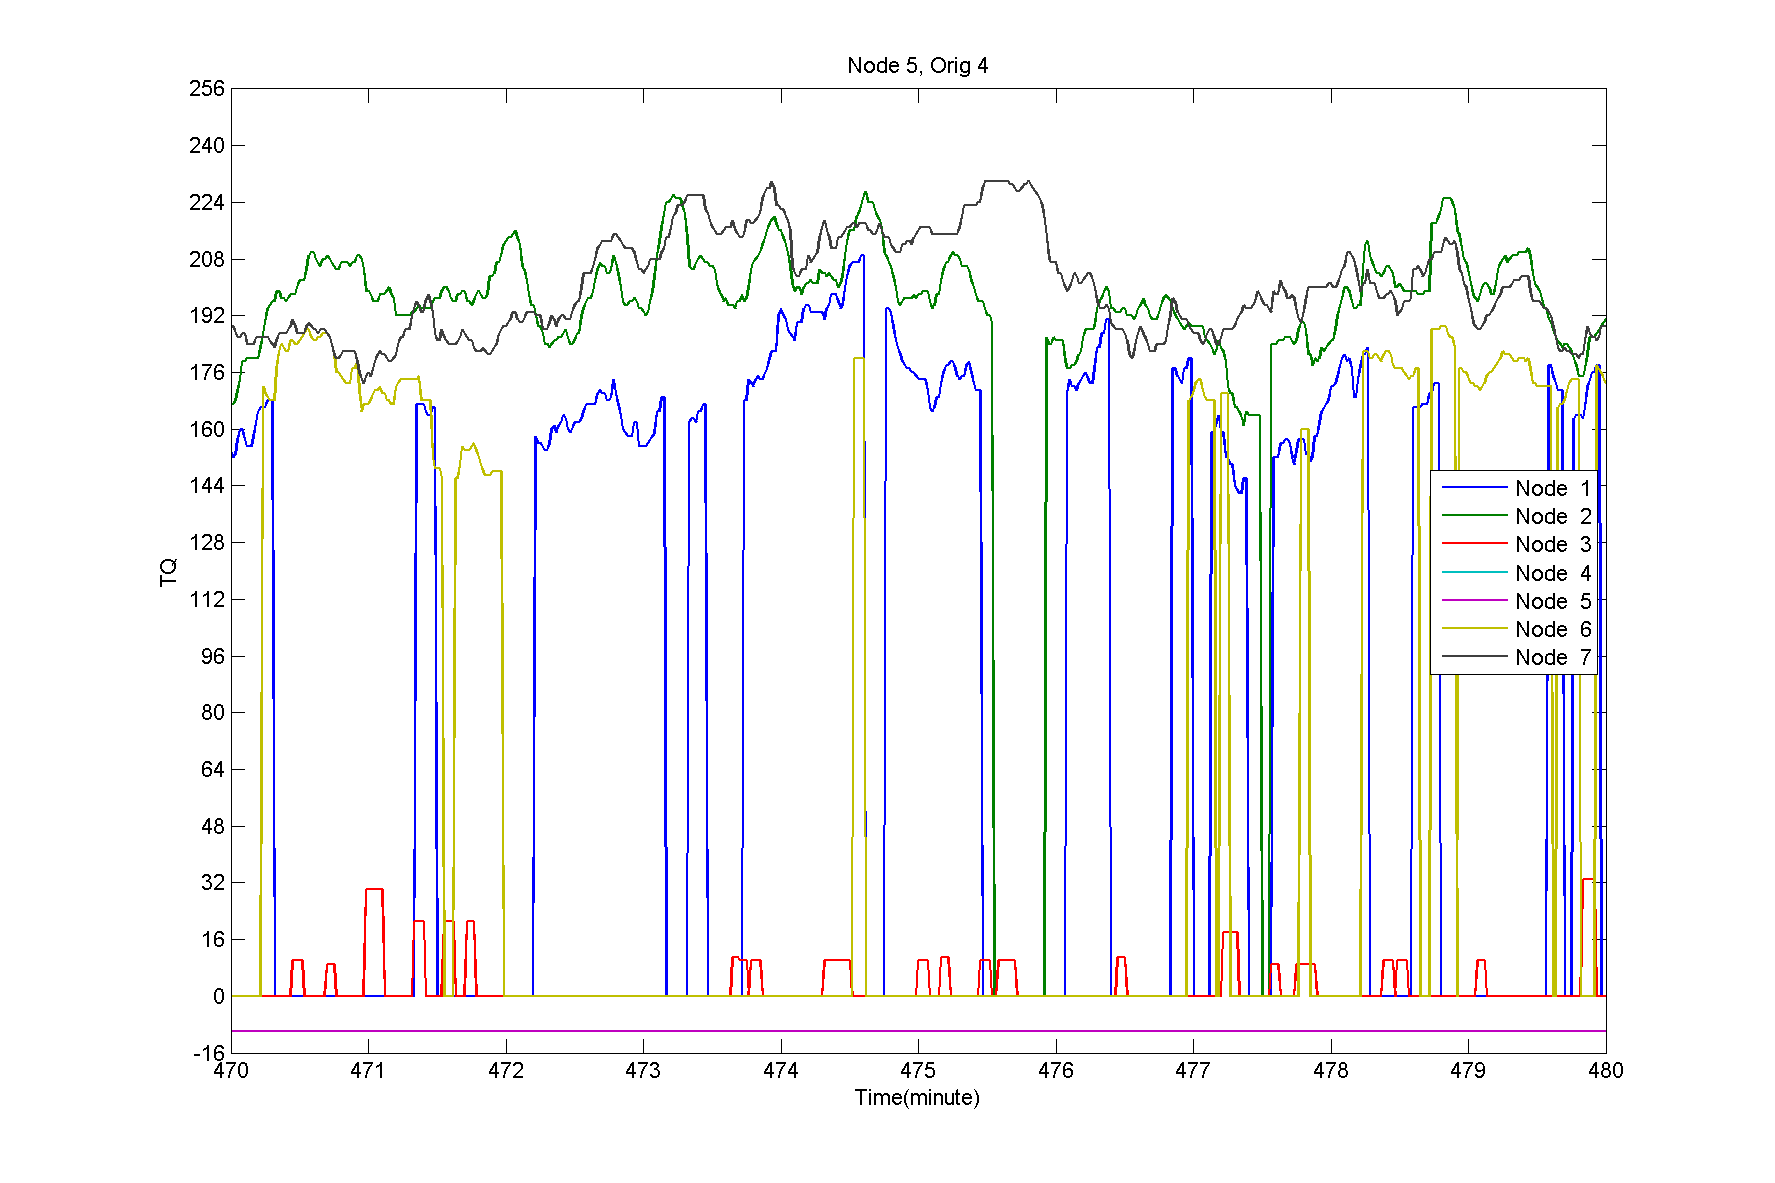 Node 5, Orig 4
256
240
224
208
192
176
160
144
128
112
96
80
64
48
32
16
0
-16
TQ
Node 1
Node 2
Node 3
Node 4
Node 5
Node 6
Node 7
470 471 472 473 474 475 476 477 478 479 480
Time(minute)